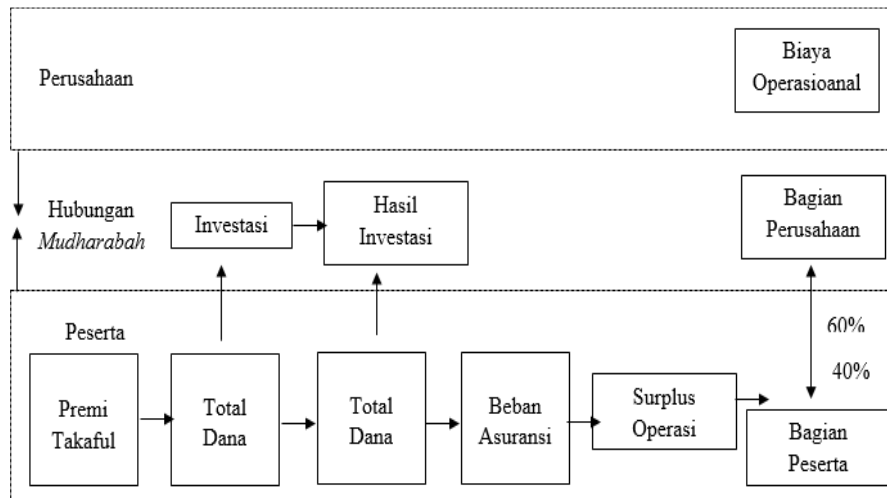 Perusahaan
Biaya
Operasioanal
Hubungan
Mudharabah
Investasi
Hasil
Investasi
Bagian
Perusahaan
Peserta
60%
40%
Premi
Takaful
Total
Dana
Total
Dana
Beban
Asuransi
Surplus
Operasi
Bagian
Peserta